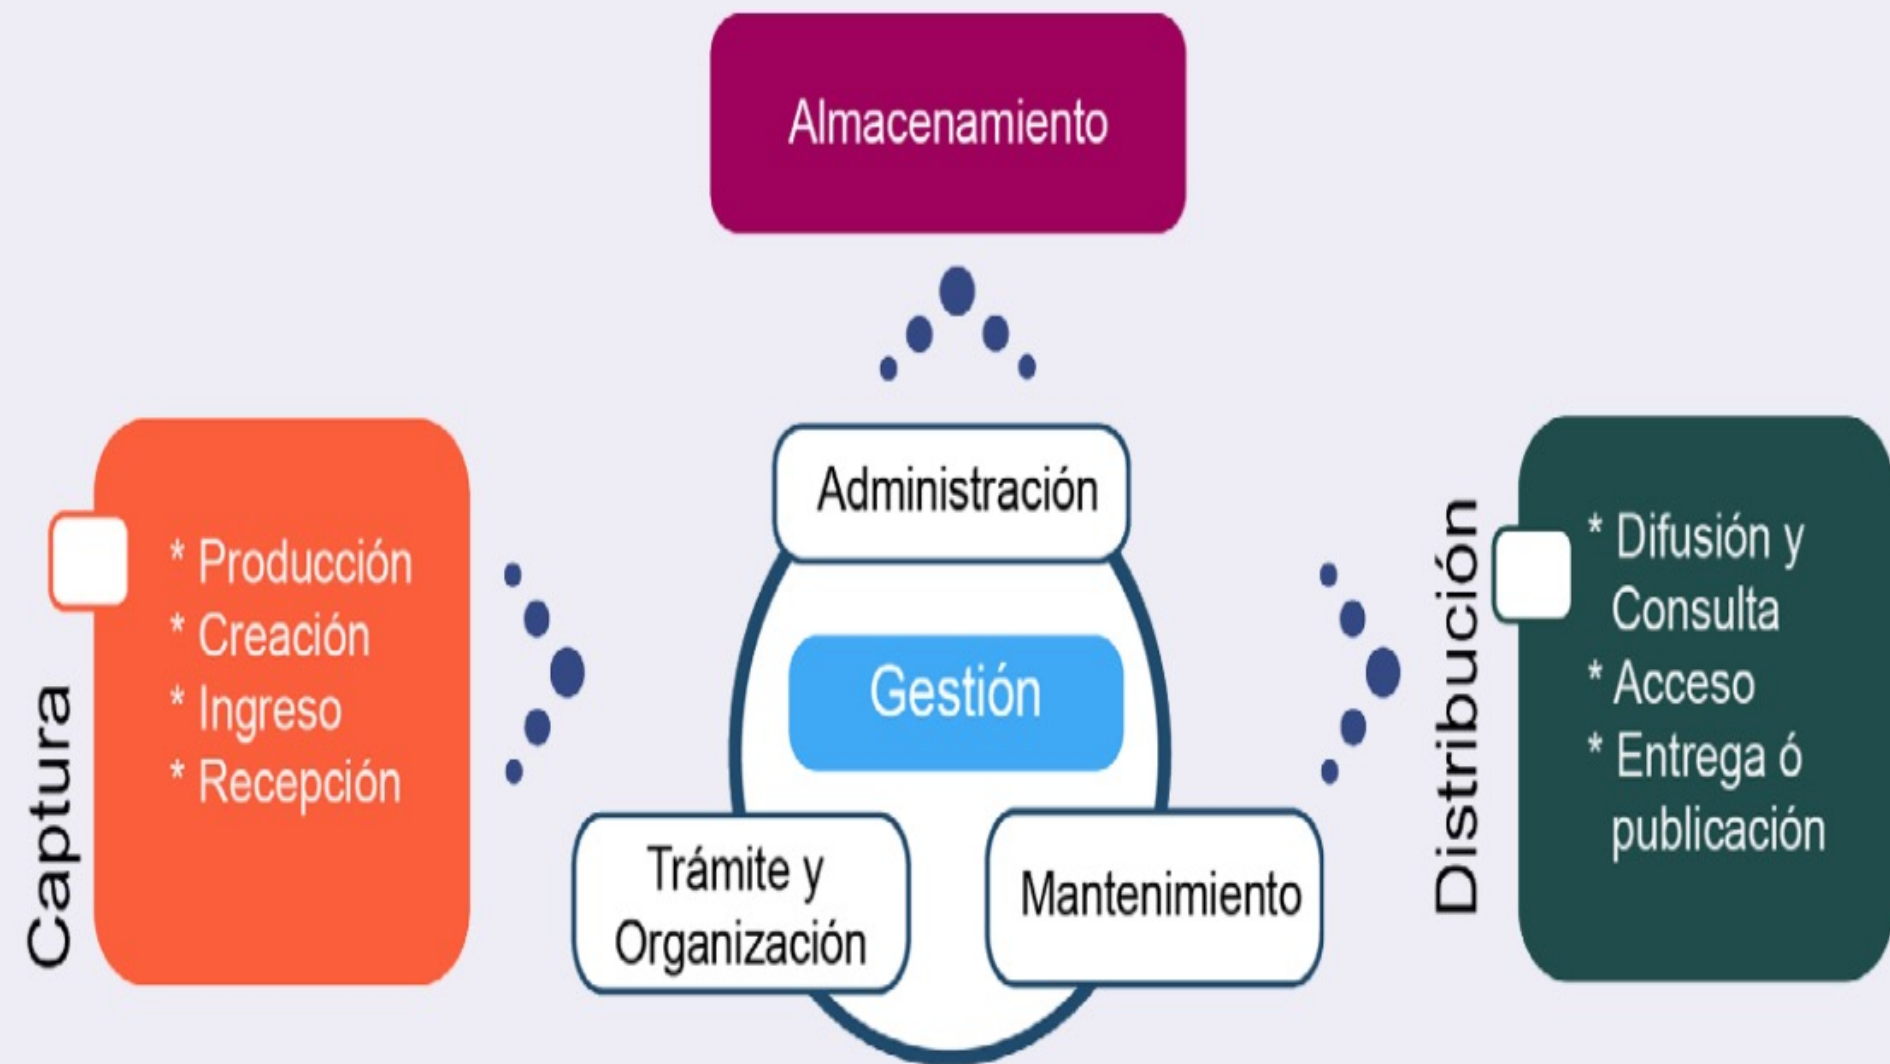 Almacenamiento
Captura
* Producción
* Creación
* Ingreso
* Recepción
Administración
Gestión
Trámite y
Organización
Mantenimiento
Distribución
* Difusión y
Consulta
* Acceso
* Entrega ó
publicación